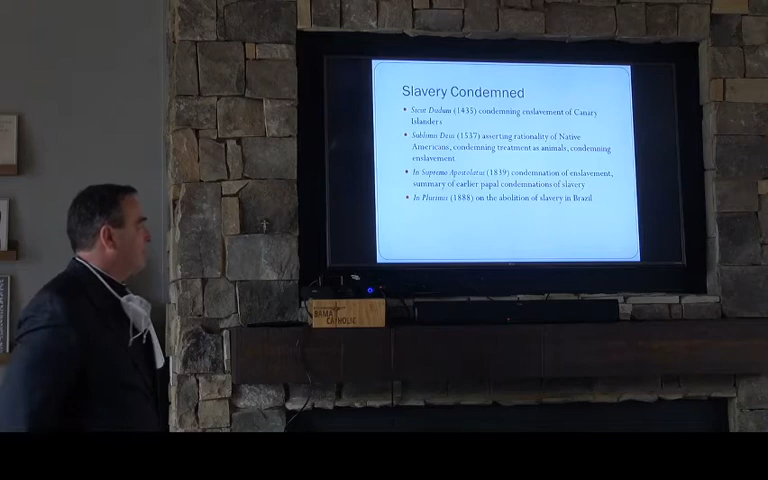 Slavery Condemned
• Sicut Dudum (1435) condemning enslavement of Canary
Islanders
• Sublimis Deus (1537) asserting rationality of Native
Americans, condemning treatment as animals, condemning
enslavement
• In Supremo Apostolatus (1839) condemnation of enslavement,
summary of earlier papal condemnations of slavery
• In Plurimis (1888) on the abolition of slavery in Brazil
BAMA
CATHOLIC